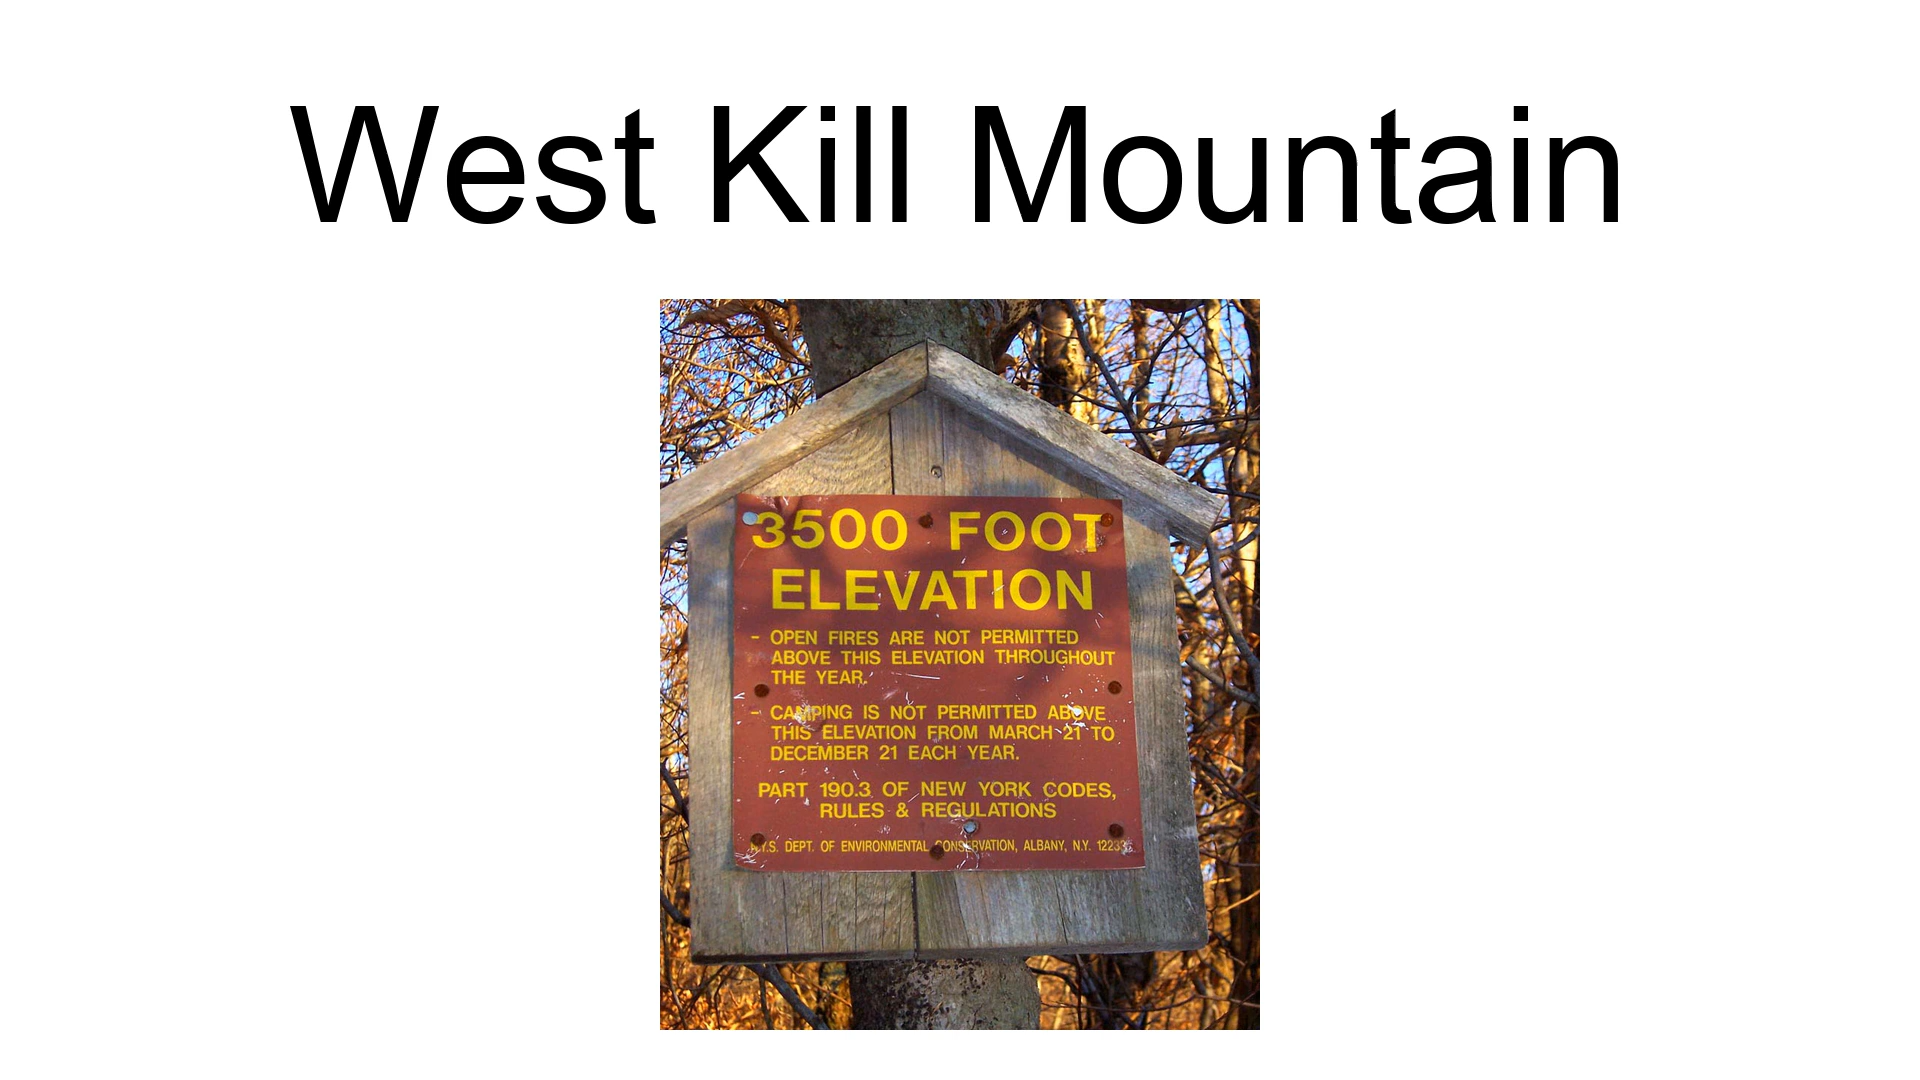 West Kill Mountain
3500 FOOT
ELEVATION
- OPEN FIRES ARE NOT PERMITTED
ABOVE THIS ELEVATION THROUGHOUT
THE YEAR.
- CAMPING IS NOT PERMITTED ABOVE
THIS ELEVATION FROM MARCH 21 TO
DECEMBER 21 EACH YEAR.
PART 190.3 OF NEW YORK CODES,
RULES & REGULATIONS
DEPT. OF ENVIRONMENTAL CONSERVATION, ALBANY, N.Y.